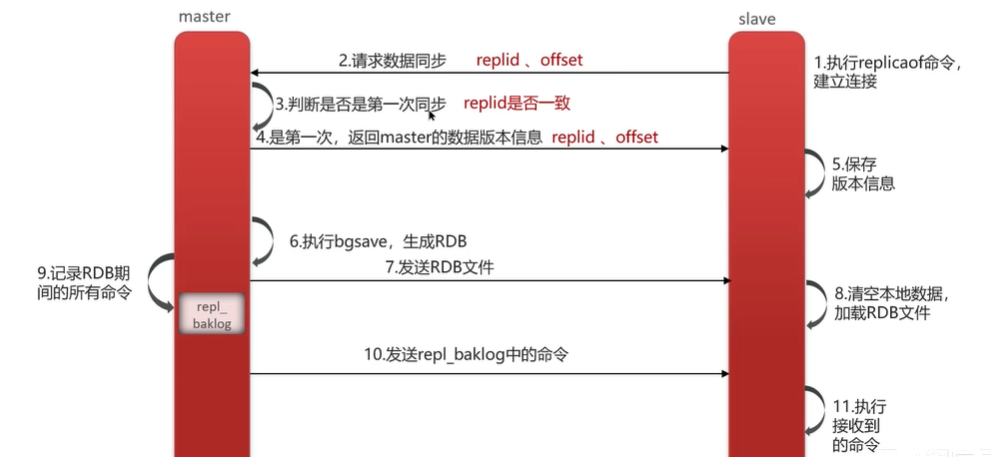 master
slave
1.执行replicaof命令，
建立连接
2.请求数据同步 replid 、offset
3.判断是否是第一次同步 replid是否一致
4.是第一次，返回master的数据版本信息 replid 、offset
5.保存
版本信息
6.执行bgsave，生成RDB
7.发送RDB文件
8.清空本地数据，
加载RDB文件
9.记录RDB期
间的所有命令
repl_
baklog
10.发送repl_baklog中的命令
11.执行
接收到
的命令